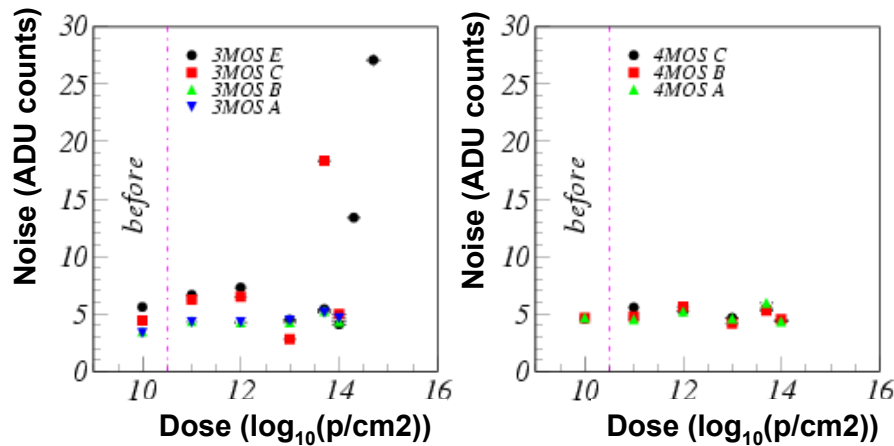 30
25
20
15
10
5
0
Noise (ADU counts)
before
3MOS E
3MOS C
3MOS B
3MOS A
10
12
14
16
Dose (log10(p/cm2))
30
25
20
15
10
5
0
Noise (ADU counts)
before
4MOS C
4MOS B
4MOS A
10
12
14
16
Dose (log10(p/cm2))